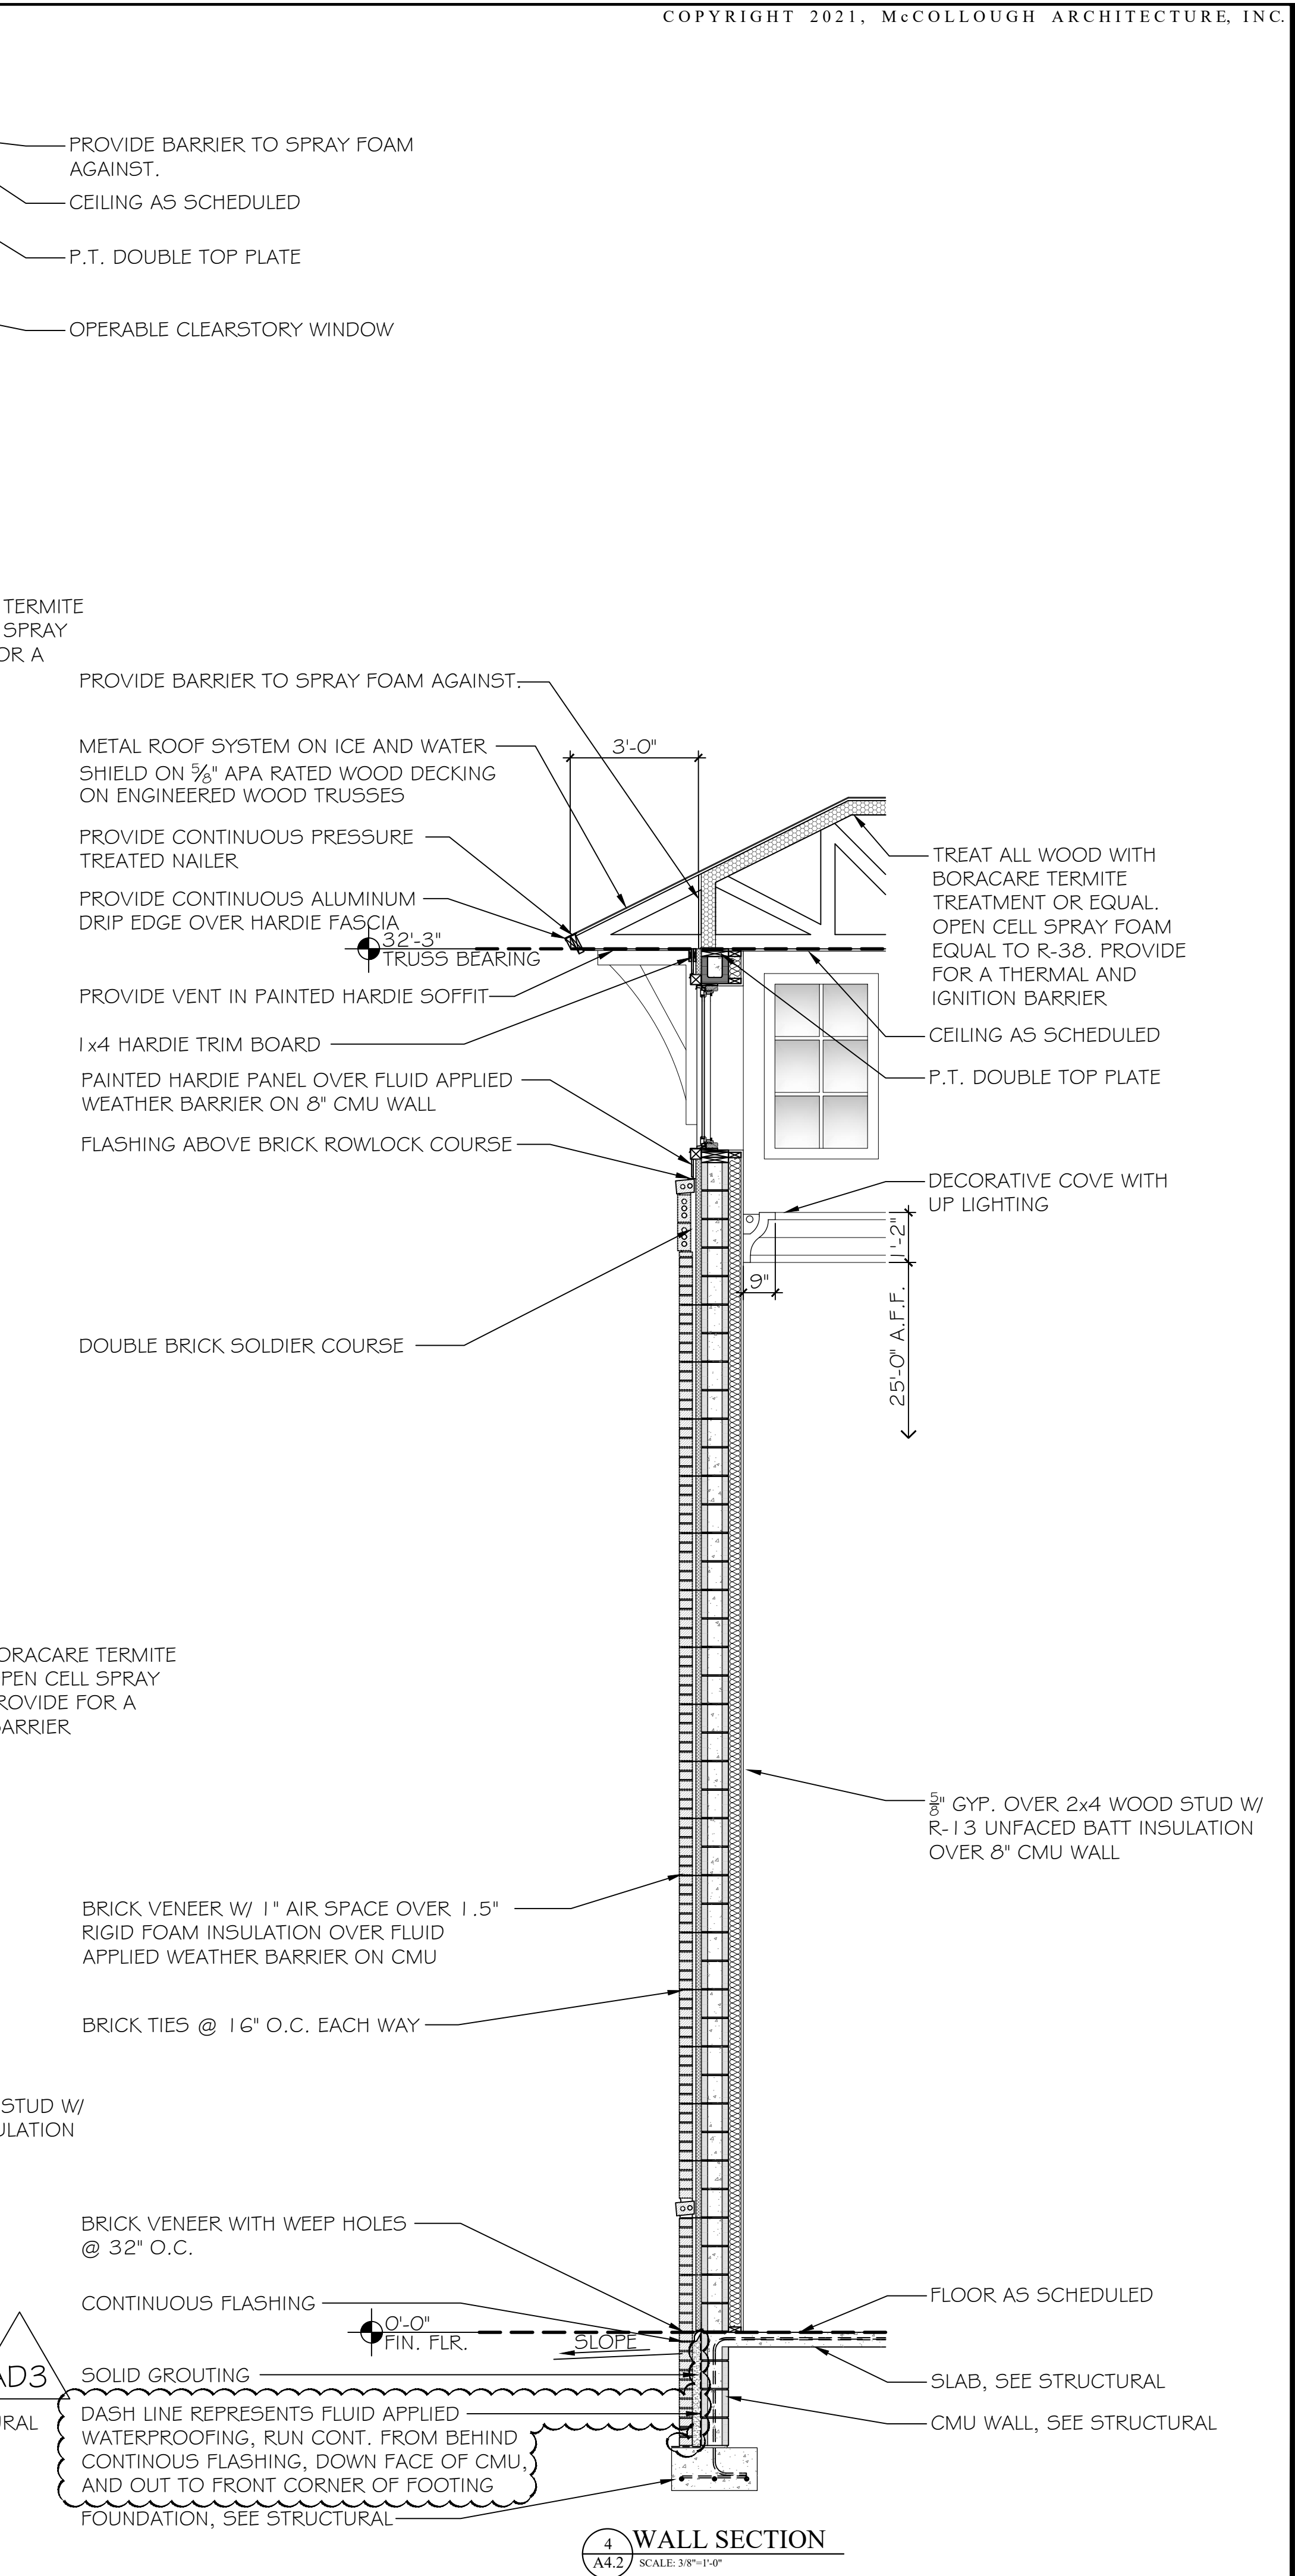 COPYRIGHT 2021, McCOLLOUGH ARCHITECTURE, INC.
PROVIDE BARRIER TO SPRAY FOAM
AGAINST.
CEILING AS SCHEDULED
P.T. DOUBLE TOP PLATE
OPERABLE CLEARSTORY WINDOW
TERMITE
SPRAY
OR A
PROVIDE BARRIER TO SPRAY FOAM AGAINST.
METAL ROOF SYSTEM ON ICE AND WATER
SHIELD ON 5/8" APA RATED WOOD DECKING
ON ENGINEERED WOOD TRUSSES
3'-0"
PROVIDE CONTINUOUS PRESSURE
TREATED NAILER
PROVIDE CONTINUOUS ALUMINUM
DRIP EDGE OVER HARDIE FASCIA
32'-3"
TRUSS BEARING
PROVIDE VENT IN PAINTED HARDIE SOFFIT
1x4 HARDIE TRIM BOARD
PAINTED HARDIE PANEL OVER FLUID APPLIED
WEATHER BARRIER ON 8" CMU WALL
FLASHING ABOVE BRICK ROWLOCK COURSE
DOUBLE BRICK SOLDIER COURSE
TREAT ALL WOOD WITH
BORACARE TERMITE
TREATMENT OR EQUAL.
OPEN CELL SPRAY FOAM
EQUAL TO R-38. PROVIDE
FOR A THERMAL AND
IGNITION BARRIER
CEILING AS SCHEDULED
P.T. DOUBLE TOP PLATE
DECORATIVE COVE WITH
UP LIGHTING
1'-2"
9"
25'-0" A.F.F.
ORACARE TERMITE
PEN CELL SPRAY
ROVIDE FOR A
ARRIER
5/8" GYP. OVER 2x4 WOOD STUD W/
R-13 UNFACED BATT INSULATION
OVER 8" CMU WALL
BRICK VENEER W/ 1" AIR SPACE OVER 1.5"
RIGID FOAM INSULATION OVER FLUID
APPLIED WEATHER BARRIER ON CMU
BRICK TIES @ 16" O.C. EACH WAY
STUD W/
ULATION
BRICK VENEER WITH WEEP HOLES
@ 32" O.C.
CONTINUOUS FLASHING
0'-0"
FIN. FLR.
SLOPE
FLOOR AS SCHEDULED
AD3
SOLID GROUTING
SLAB, SEE STRUCTURAL
URAL
DASH LINE REPRESENTS FLUID APPLIED
WATERPROOFING, RUN CONT. FROM BEHIND
CONTINOUS FLASHING, DOWN FACE OF CMU,
AND OUT TO FRONT CORNER OF FOOTING
CMU WALL, SEE STRUCTURAL
FOUNDATION, SEE STRUCTURAL
4
A4.2
WALL SECTION
SCALE: 3/8"=1'-0"